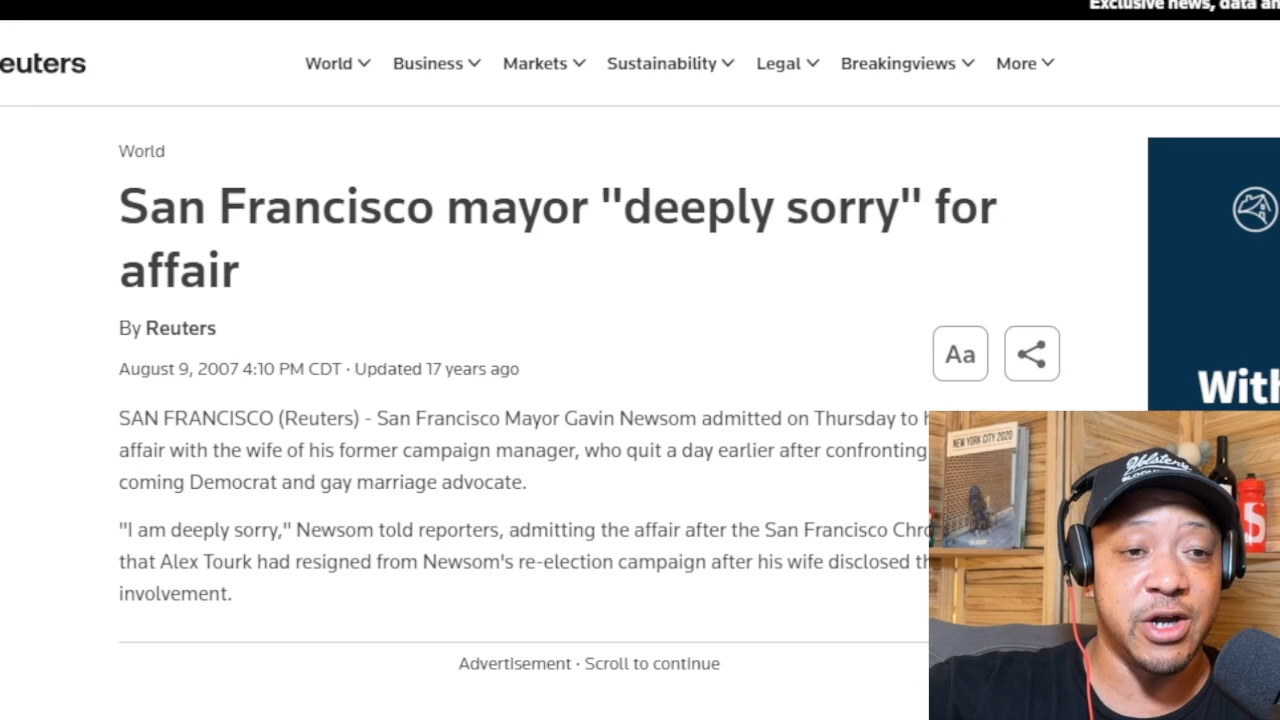 Exclusive news, data an
euters
World Business Markets Sustainability Legal Breakingviews More
World
San Francisco mayor "deeply sorry" for
affair
By Reuters
Aa
August 9, 2007 4:10 PM CDT · Updated 17 years ago
With
SAN FRANCISCO (Reuters) - San Francisco Mayor Gavin Newsom admitted on Thursday to h
affair with the wife of his former campaign manager, who quit a day earlier after confronting
coming Democrat and gay marriage advocate.
"I am deeply sorry," Newsom told reporters, admitting the affair after the San Francisco Chro
that Alex Tourk had resigned from Newsom's re-election campaign after his wife disclosed th
involvement.
Advertisement · Scroll to continue
NEW YORK CITY 2020
S